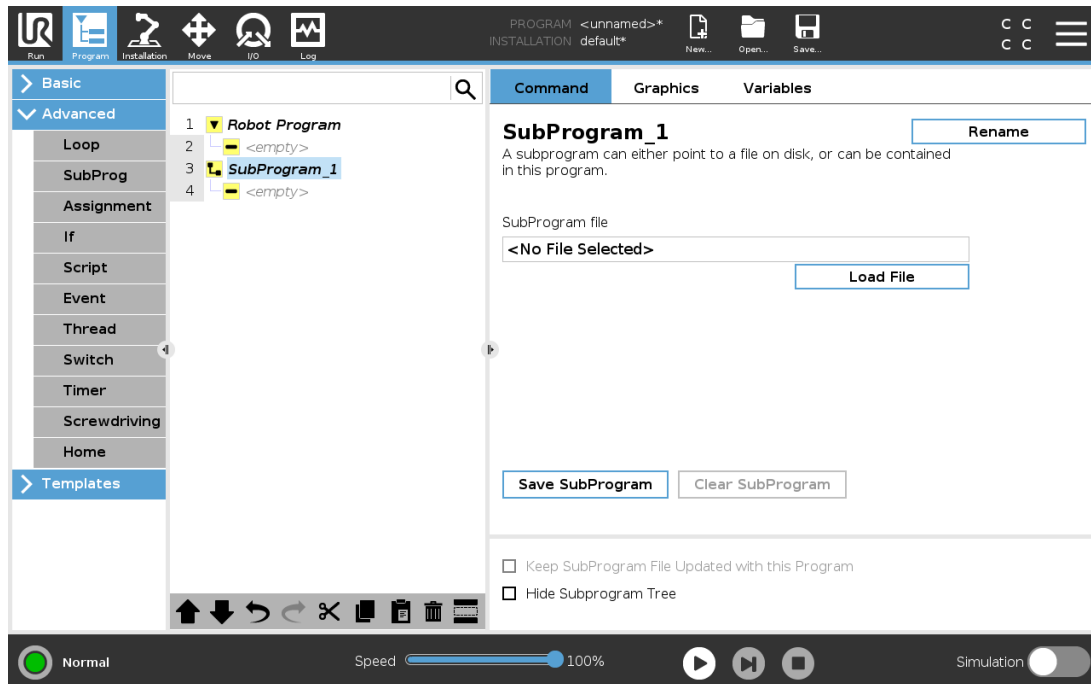 PROGRAM <unnamed>*
INSTALLATION default*
Run
Program
Installation
Move
I/O
Log
New...
Open...
Save...
C C
C C
Basic
Advanced
Loop
SubProg
Assignment
If
Script
Event
Thread
Switch
Timer
Screwdriving
Home
Templates
1 Robot Program
2 <empty>
3 SubProgram_1
4 <empty>
Command Graphics Variables
SubProgram_1
Rename
A subprogram can either point to a file on disk, or can be contained
in this program.
SubProgram file
<No File Selected>
Load File
Save SubProgram
Clear SubProgram
Keep SubProgram File Updated with this Program
Hide Subprogram Tree
Normal
Speed
100%
Simulation